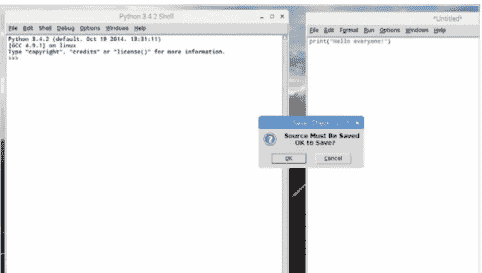 Python 3.4.2 Shell
File Edit Shell Debug Options Windows Help
Python 3.4.2 (default, Oct 19 2014, 13:31:11)
[GCC 4.9.1] on linux
Type "copyright", "credits" or "license()" for more information.
>>>
*Untitled*
File Edit Format Run Options Windows Help
print("Hello everyone!")
Source Must Be Saved
OK to Save?
OK Cancel